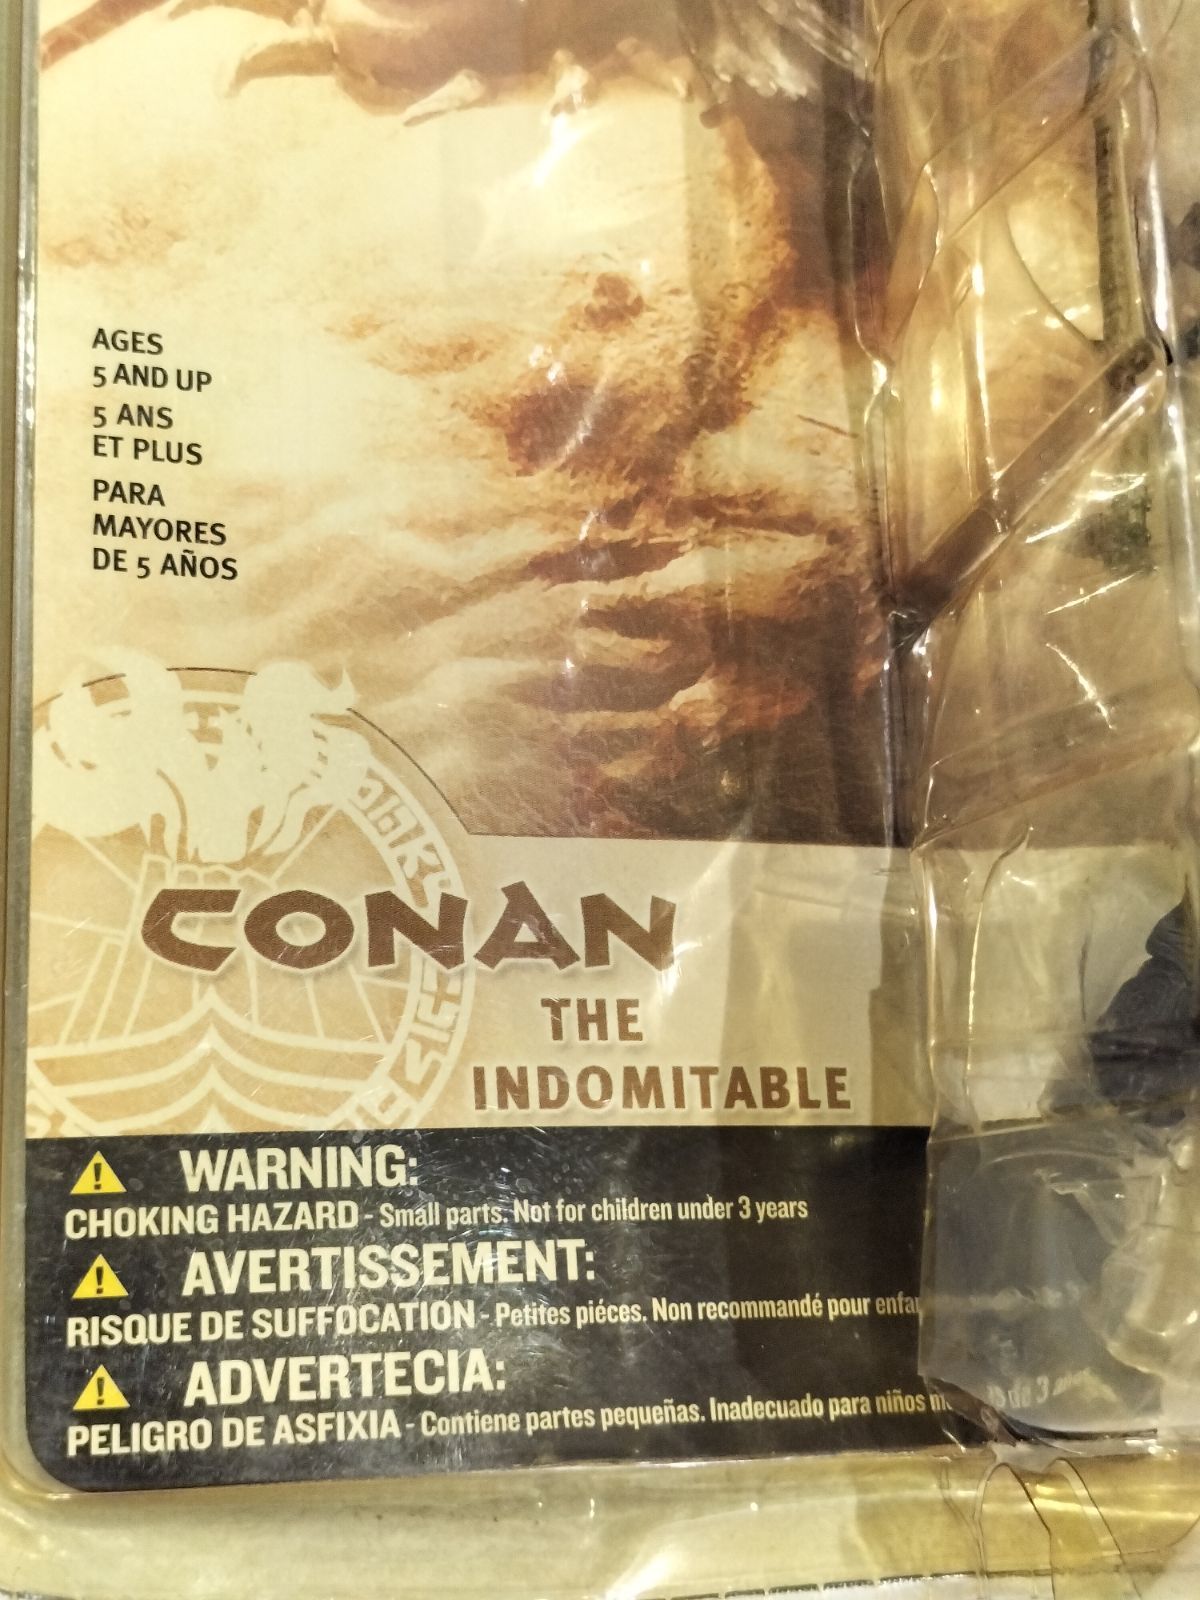 AGES
5 AND UP
5 ANS
ET PLUS
PARA
MAYORES
DE 5 AÑOS
CONAN
THE
INDOMITABLE
WARNING:
CHOKING HAZARD - Small parts. Not for children under 3 years
AVERTISSEMENT:
RISQUE DE SUFFOCATION - Petites piéces. Non recommandé pour
ADVERTECIA:
PELIGRO DE ASFIXIA - Contiene partes pequeñas. Inadecuado para niños de 3